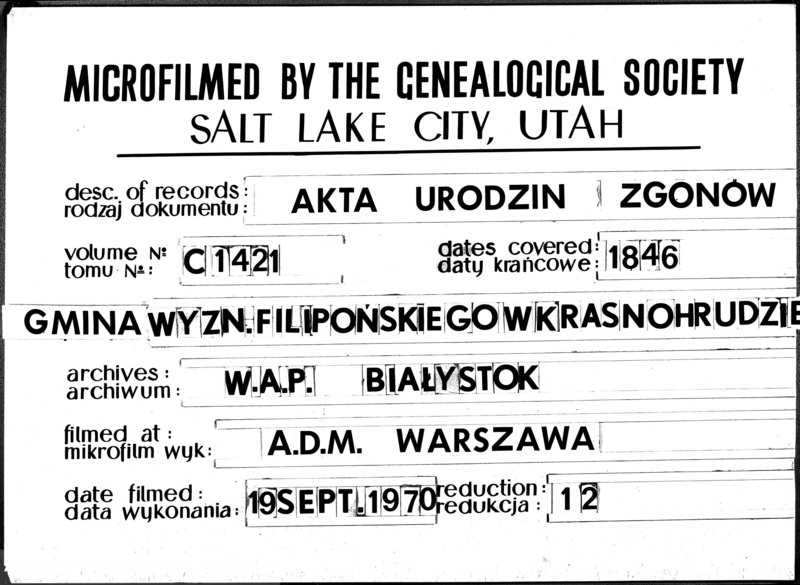 MICROFILMED BY THE GENEALOGICAL SOCIETY
SALT LAKE CITY, UTAH
desc. of records: AKTA URODZIN ZGONÓW
rodzaj dokumentu:
volume №: C 1421 dates covered: 1846
tomu №: daty krańcowe:
GMINA WYZN. FILIPOŃSKIEGO W KRASNOHRUDZIE
archives: W.A.P. BIAŁYSTOK
archiwum:
filmed at: A.D.M. WARSZAWA
mikrofilm wyk:
date filmed: 19 SEPT. 1970 reduction: 12
data wykonania: redukcja: